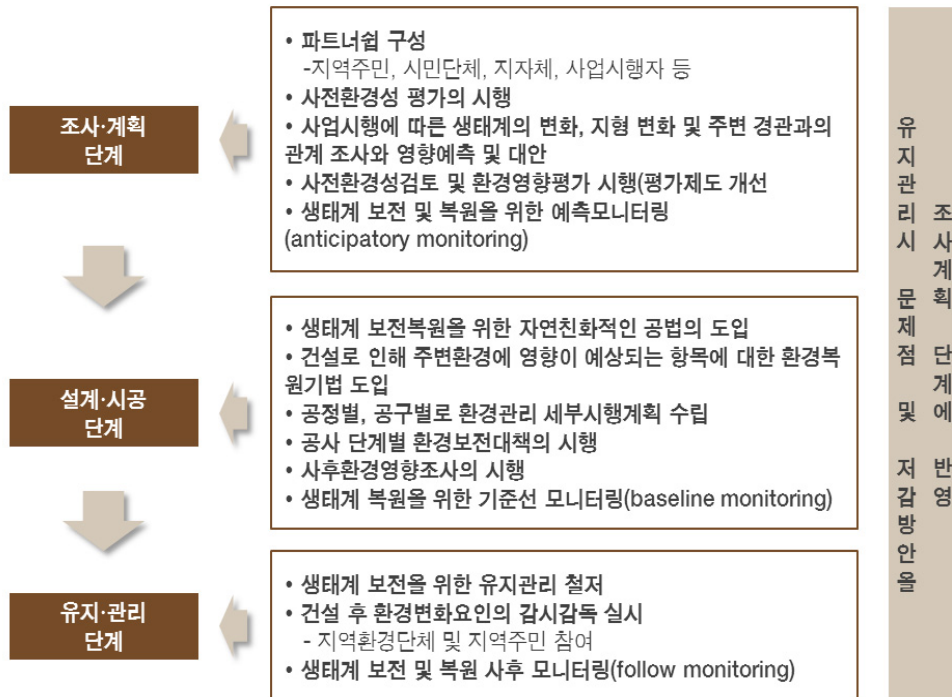 조사·계획
단계
• 파트너쉽 구성
-지역주민, 시민단체, 지자체, 사업시행자 등
• 사전환경성 평가의 시행
• 사업시행에 따른 생태계의 변화, 지형 변화 및 주변 경관과의
관계 조사와 영향예측 및 대안
• 사전환경성검토 및 환경영향평가 시행(평가제도 개선
• 생태계 보전 및 복원을 위한 예측모니터링
(anticipatory monitoring)
설계·시공
단계
• 생태계 보전복원을 위한 자연친화적인 공법의 도입
• 건설로 인해 주변환경에 영향이 예상되는 항목에 대한 환경복
원기법 도입
• 공정별, 공구별로 환경관리 세부시행계획 수립
• 공사 단계별 환경보전대책의 시행
• 사후환경영향조사의 시행
• 생태계 복원을 위한 기준선 모니터링(baseline monitoring)
유지·관리
단계
• 생태계 보전을 위한 유지관리 철저
• 건설 후 환경변화요인의 감시감독 실시
- 지역환경단체 및 지역주민 참여
• 생태계 보전 및 복원 사후 모니터링(follow monitoring)
유지관리시 문제점 및 저감방안을
조사계획 단계에 반영